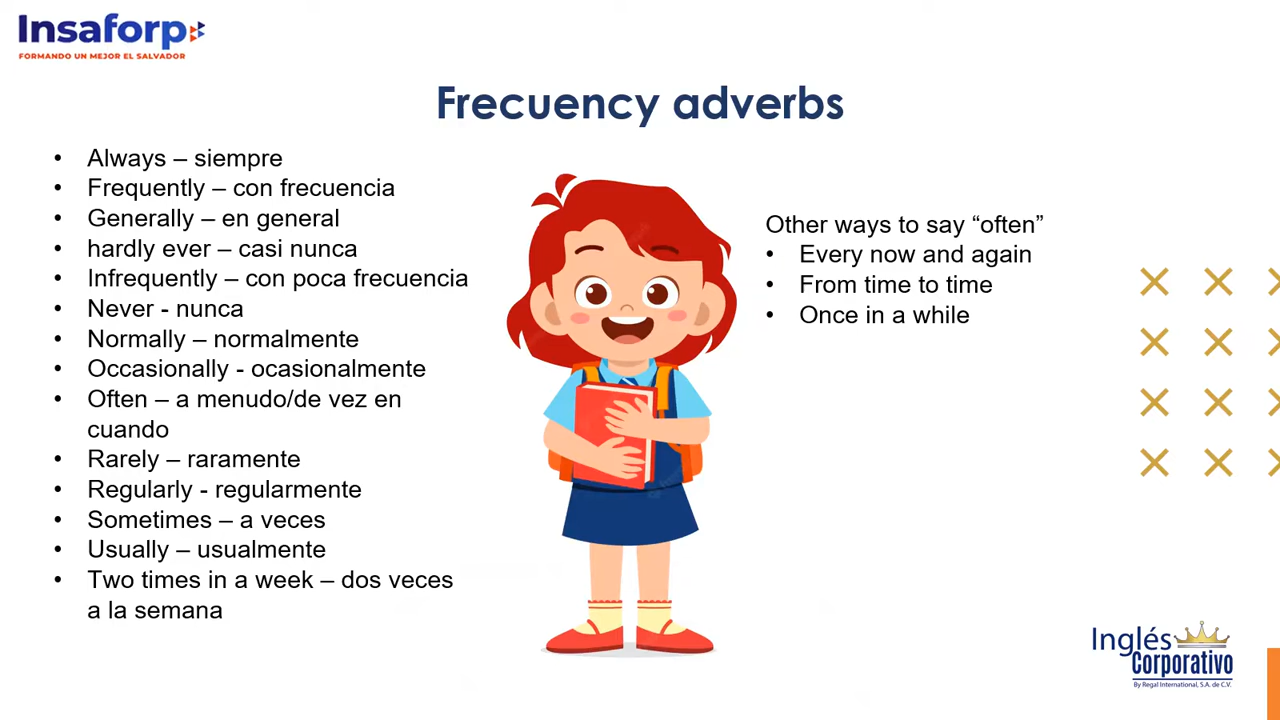 Insaforp
FORMANDO UN MEJOR EL SALVADOR
Frecuency adverbs
• Always – siempre
• Frequently – con frecuencia
• Generally – en general
• hardly ever – casi nunca
• Infrequently – con poca frecuencia
• Never - nunca
• Normally – normalmente
• Occasionally - ocasionalmente
• Often – a menudo/de vez en
cuando
• Rarely – raramente
• Regularly - regularmente
• Sometimes – a veces
• Usually – usualmente
• Two times in a week – dos veces
a la semana
Other ways to say “often”
• Every now and again
• From time to time
• Once in a while
Inglés
Corporativo
By Regal International, S.A. de C.V.